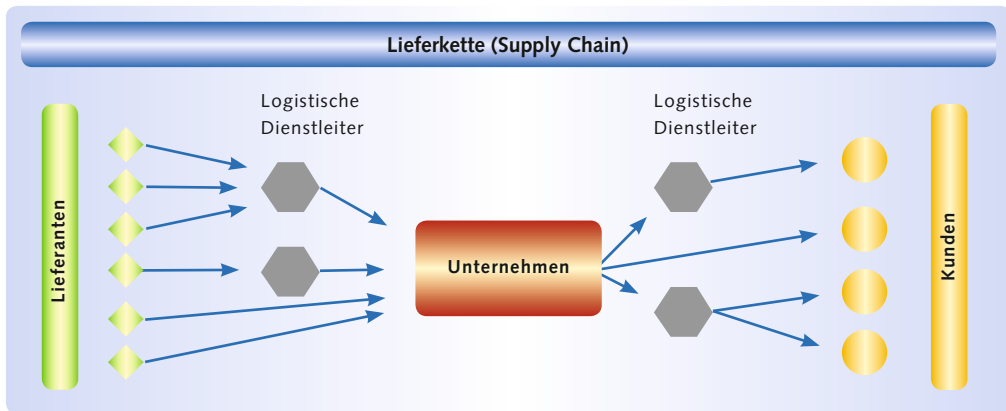 Lieferkette (Supply Chain)
Logistische
Dienstleiter
Logistische
Dienstleiter
Lieferanten
Unternehmen
Kunden